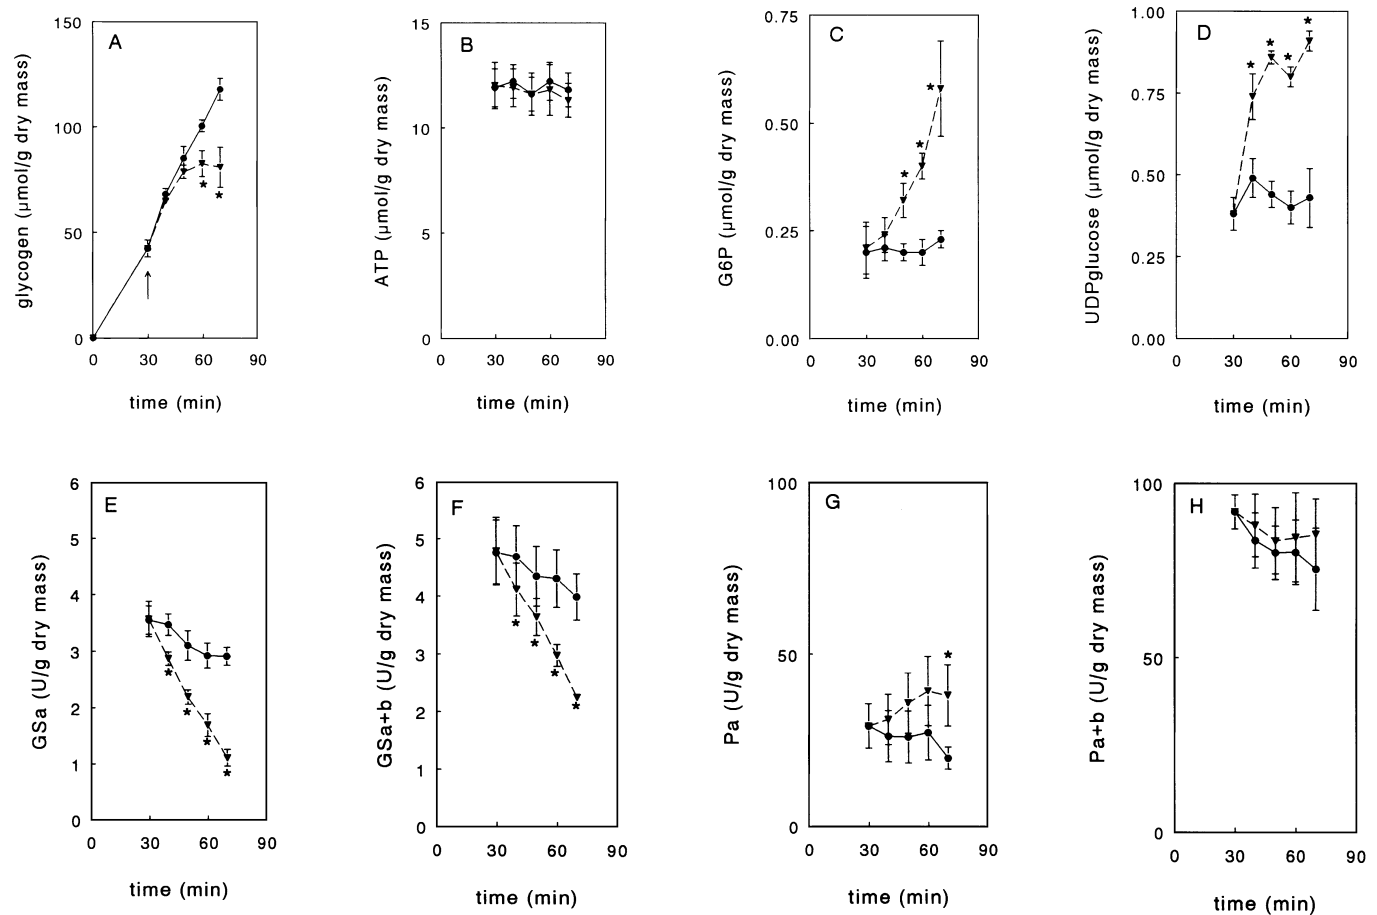 A
glycogen (μmol/g dry mass)
150
100
50
0
0 30 60 90
time (min)
B
ATP (μmol/g dry mass)
15
10
5
0
0 30 60 90
time (min)
C
G6P (μmol/g dry mass)
0.75
0.50
0.25
0.00
0 30 60 90
time (min)
D
UDPglucose (μmol/g dry mass)
1.00
0.75
0.50
0.25
0.00
0 30 60 90
time (min)
E
GSa (U/g dry mass)
6
5
4
3
2
1
0
0 30 60 90
time (min)
F
GSa+b (U/g dry mass)
6
5
4
3
2
1
0
0 30 60 90
time (min)
G
Pa (U/g dry mass)
100
50
0
0 30 60 90
time (min)
H
Pa+b (U/g dry mass)
100
50
0
0 30 60 90
time (min)